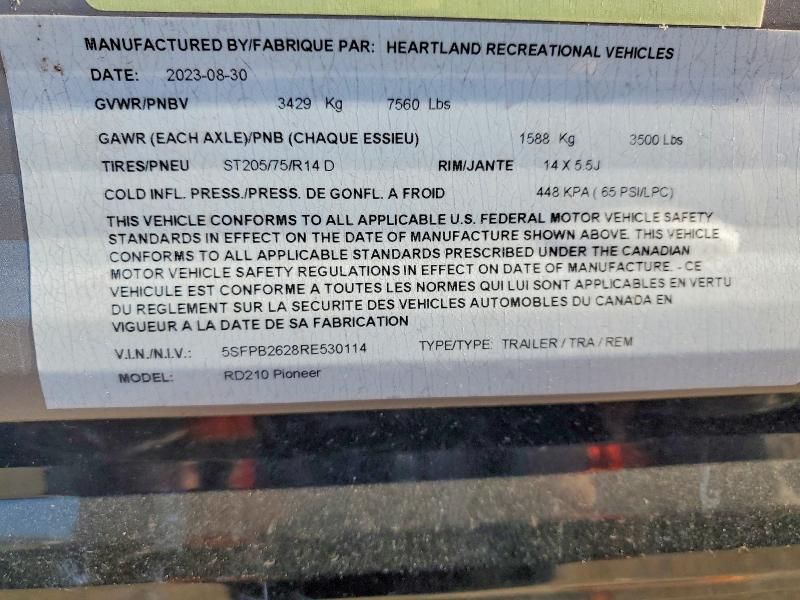 MANUFACTURED BY/FABRIQUE PAR: HEARTLAND RECREATIONAL VEHICLES
DATE: 2023-08-30
GVWR/PNBV 3429 Kg 7560 Lbs
GAWR (EACH AXLE)/PNB (CHAQUE ESSIEU) 1588 Kg 3500 Lbs
TIRES/PNEU ST205/75/R14 D RIM/JANTE 14 X 5.5J
COLD INFL. PRESS./PRESS. DE GONFL. A FROID 448 KPA ( 65 PSI/LPC)
THIS VEHICLE CONFORMS TO ALL APPLICABLE U.S. FEDERAL MOTOR VEHICLE SAFETY
STANDARDS IN EFFECT ON THE DATE OF MANUFACTURE SHOWN ABOVE. THIS VEHICLE
CONFORMS TO ALL APPLICABLE STANDARDS PRESCRIBED UNDER THE CANADIAN
MOTOR VEHICLE SAFETY REGULATIONS IN EFFECT ON DATE OF MANUFACTURE. - CE
VEHICULE EST CONFORME A TOUTES LES NORMES QUI LUI SONT APPLICABLES EN VERTU
DU REGLEMENT SUR LA SECURITE DES VEHICLES AUTOMOBLES DU CANADA EN
VIGUEUR A LA DATE DE SA FABRICATION
V.I.N./N.I.V.: 5SFPB2628RE530114 TYPE/TYPE: TRAILER / TRA / REM
MODEL: RD210 Pioneer